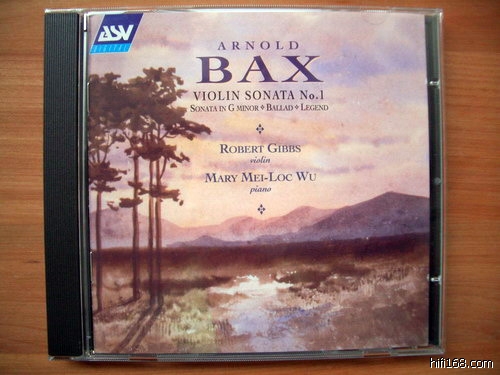 ASV
DIGITAL
ARNOLD
BAX
VIOLIN SONATA No.1
SONATA IN G MINOR ❖ BALLAD ❖ LEGEND
ROBERT GIBBS
violin
MARY MEI-LOC WU
piano
hifi168.com